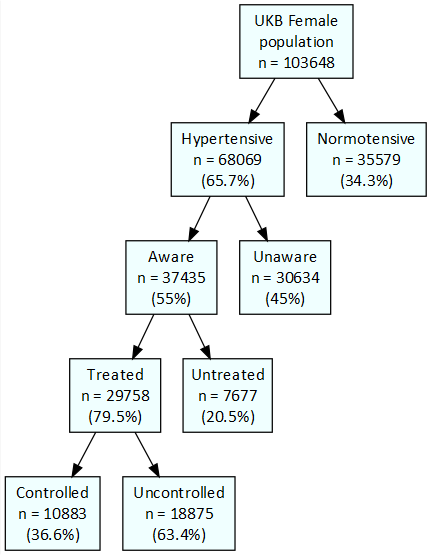 UKB Female
population
n = 103648
Hypertensive
n = 68069
(65.7%)
Normotensive
n = 35579
(34.3%)
Aware
n = 37435
(55%)
Unaware
n = 30634
(45%)
Treated
n = 29758
(79.5%)
Untreated
n = 7677
(20.5%)
Controlled
n = 10883
(36.6%)
Uncontrolled
n = 18875
(63.4%)